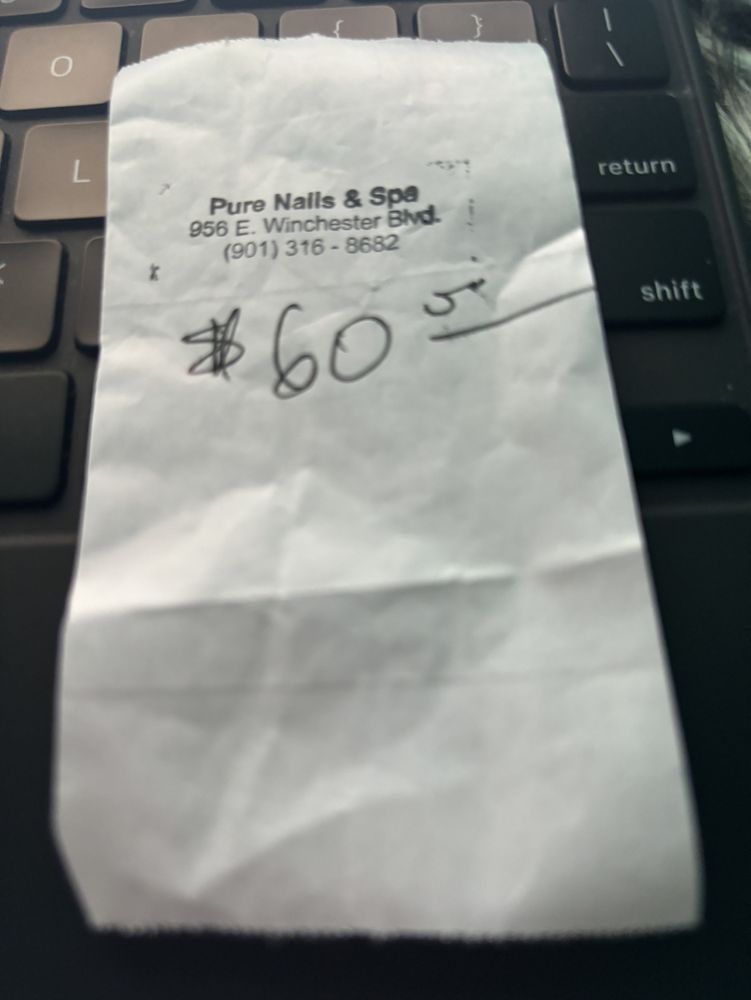 {
}
|
\
O
L
return
shift
Pure Nails & Spa
956 E. Winchester Blvd.
(901) 316 - 8682
$60